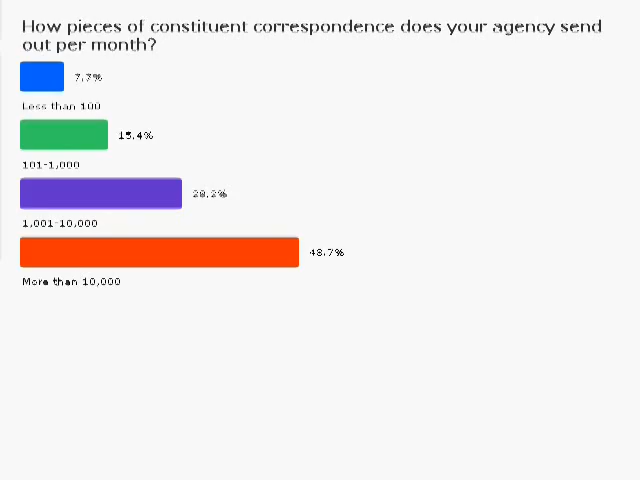 How pieces of constituent correspondence does your agency send
out per month?
7.7%
Less than 100
15.4%
101-1,000
28.2%
1,001-10,000
48.7%
More than 10,000